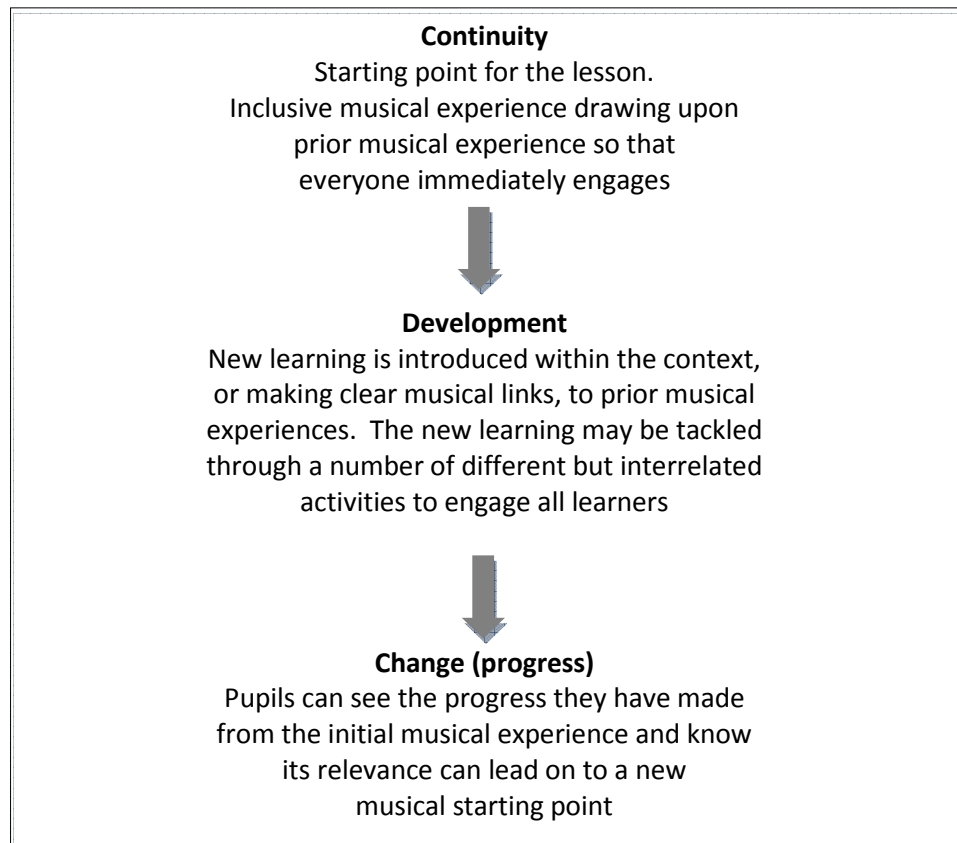 Continuity
Starting point for the lesson.
Inclusive musical experience drawing upon
prior musical experience so that
everyone immediately engages
Development
New learning is introduced within the context,
or making clear musical links, to prior musical
experiences.  The new learning may be tackled
through a number of different but interrelated
activities to engage all learners
Change (progress)
Pupils can see the progress they have made
from the initial musical experience and know
its relevance can lead on to a new
musical starting point